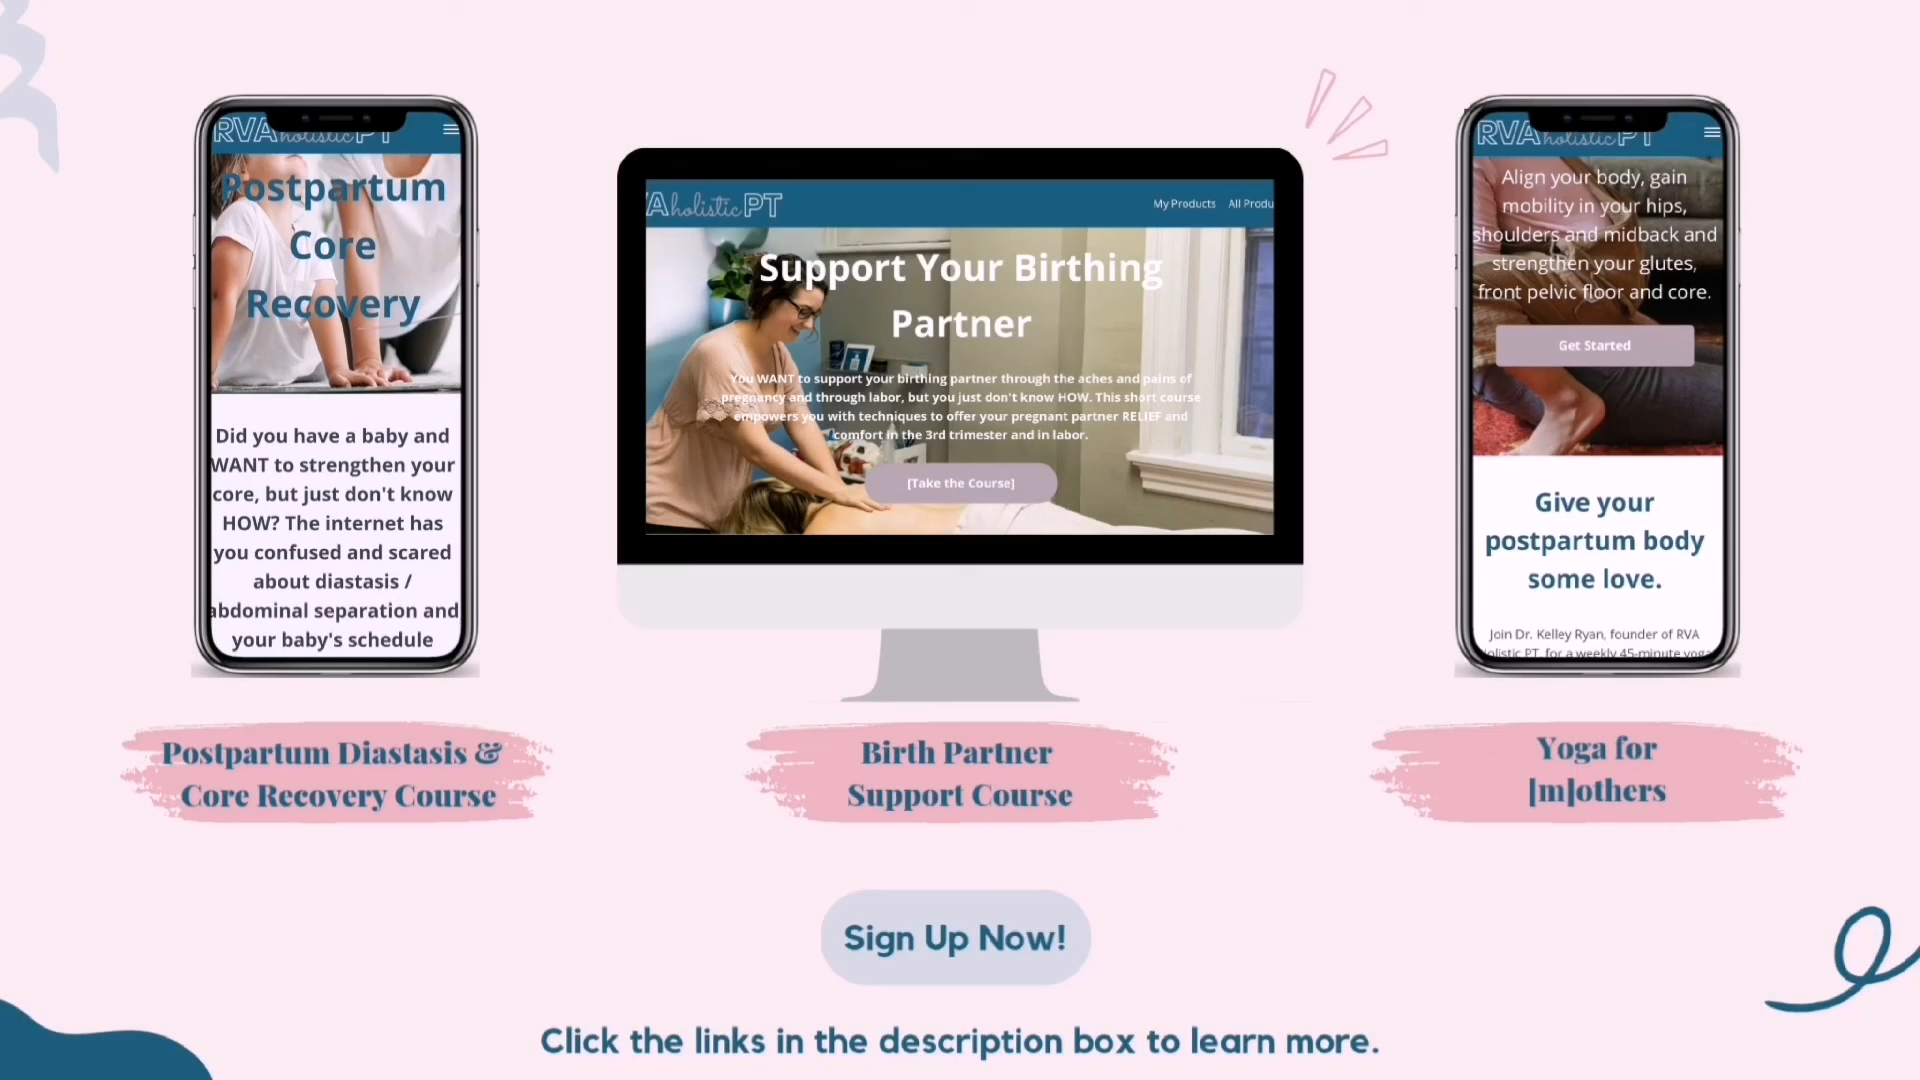 RVA holistic PT
Postpartum
Core
Recovery
Did you have a baby and
WANT to strengthen your
core, but just don't know
HOW? The internet has
you confused and scared
about diastasis /
abdominal separation and
your baby's schedule
Postpartum Diastasis &
Core Recovery Course
A holistic PT
My Products All Produ
Support Your Birthing
Partner
You WANT to support your birthing partner through the aches and pains of
pregnancy and through labor, but you just don't know HOW. This short course
empowers you with techniques to offer your pregnant partner RELIEF and
comfort in the 3rd trimester and in labor.
[Take the Course]
Birth Partner
Support Course
RVA holistic PT
Align your body, gain
mobility in your hips,
shoulders and midback and
strengthen your glutes,
front pelvic floor and core.
Get Started
Give your
postpartum body
some love.
Join Dr. Kelley Ryan, founder of RVA
olistic PT, for a weekly 45-minute yoga
Yoga for
[m]others
Sign Up Now!
Click the links in the description box to learn more.